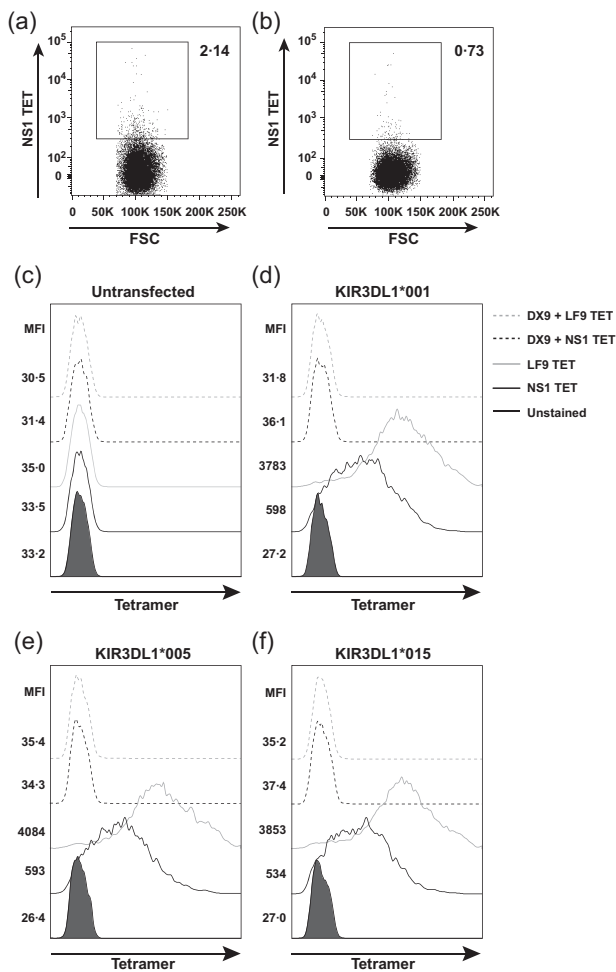 (a)
2·14
10⁵
10⁴
10³
10²
0
NS1 TET
0 50K 100K 150K 200K 250K
FSC
(b)
0·73
10⁵
10⁴
10³
10²
0
NS1 TET
0 50K 100K 150K 200K 250K
FSC
(c)
Untransfected
MFI
30·5
31·4
35·0
33·5
33·2
Tetramer
(d)
KIR3DL1*001
MFI
31·8
36·1
3783
598
27·2
Tetramer
DX9 + LF9 TET
DX9 + NS1 TET
LF9 TET
NS1 TET
Unstained
(e)
KIR3DL1*005
MFI
35·4
34·3
4084
593
26·4
Tetramer
(f)
KIR3DL1*015
MFI
35·2
37·4
3853
534
27·0
Tetramer